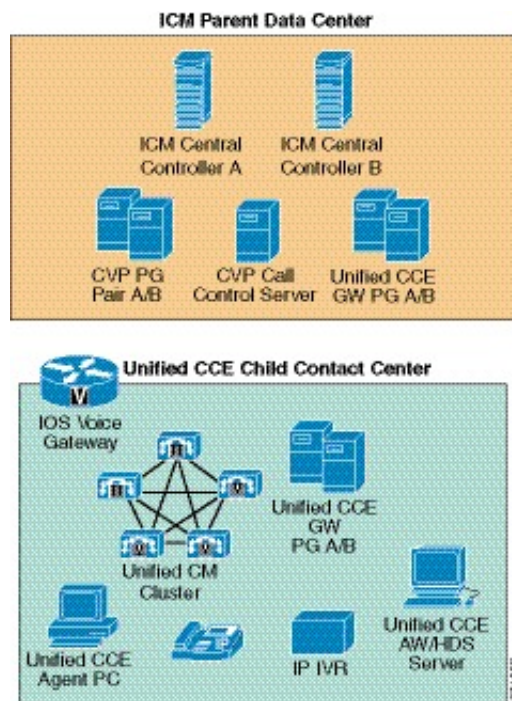 ICM Parent Data Center
ICM Central
Controller A
ICM Central
Controller B
CVP PG
Pair A/B
CVP Call
Control Server
Unified CCE
GW PG A/B
Unified CCE Child Contact Center
V
IOS Voice
Gateway
Unified CM
Cluster
Unified CCE
GW
PG A/B
Unified CCE
Agent PC
IP IVR
Unified CCE
AW/HDS
Server